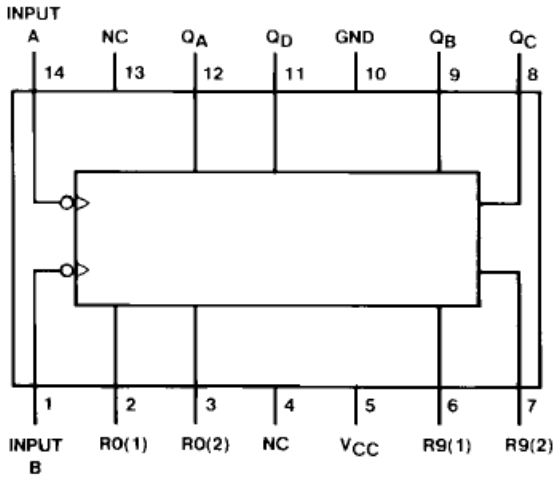 INPUT
A NC QA QD GND QB QC
14 13 12 11 10 9 8
1 2 3 4 5 6 7
INPUT R0(1) R0(2) NC VCC R9(1) R9(2)
B